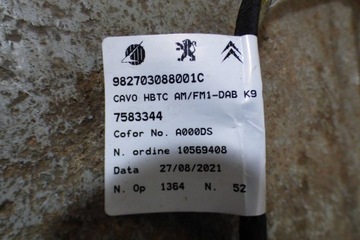 982703088001C
CAVO HBTC AM/FM1-DAB K9
7583344
Cofor No. A000DS
N. ordine 10569408
Data 27/08/2021
N. Op 1364 N. 52